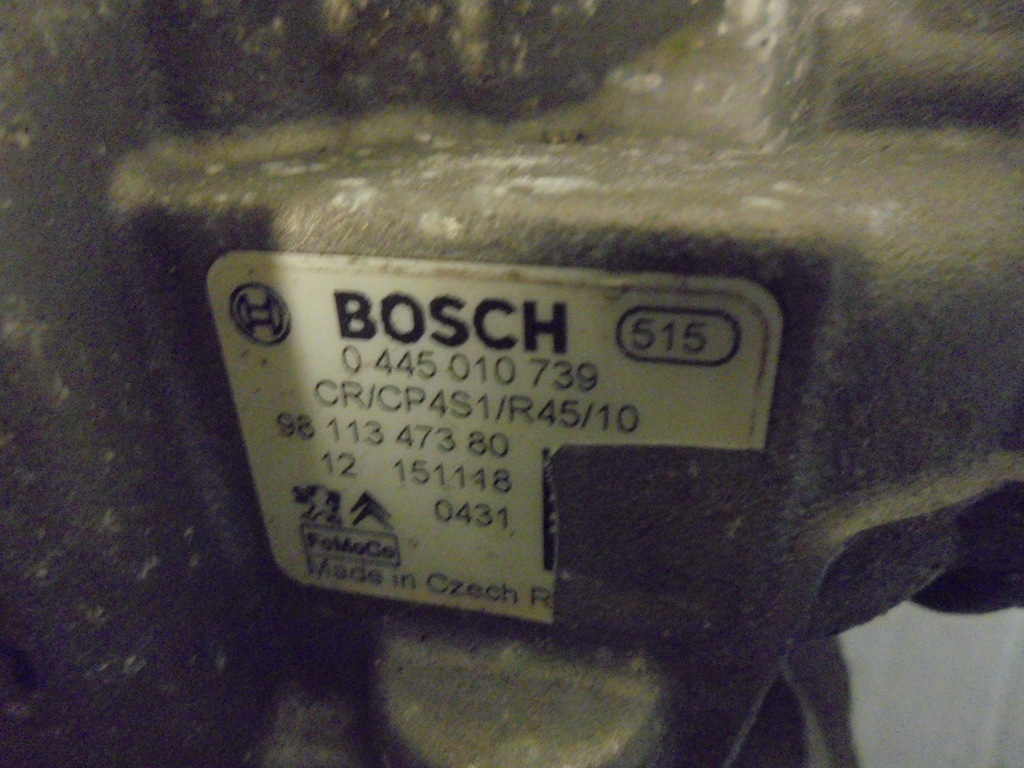 BOSCH 515
0 445 010 739
CR/CP4S1/R45/10
98 113 473 80
12 151118
0431
FoMoCo
Made in Czech R